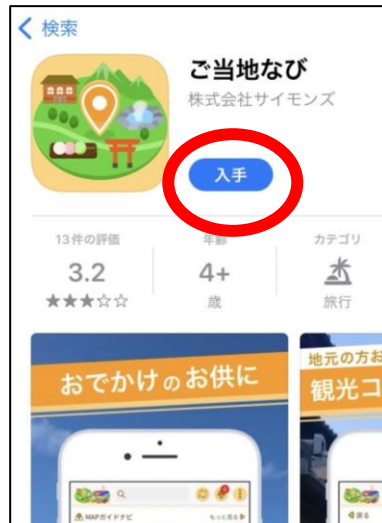 検索
ご当地なび
株式会社サイモンズ
入手
13件の評価
年齢
カテゴリ
3.2
4+
★★★☆☆
歳
旅行
おでかけのお供に
地元の方お
観光コ
MAPガイドナビ
もっと見る
戻る